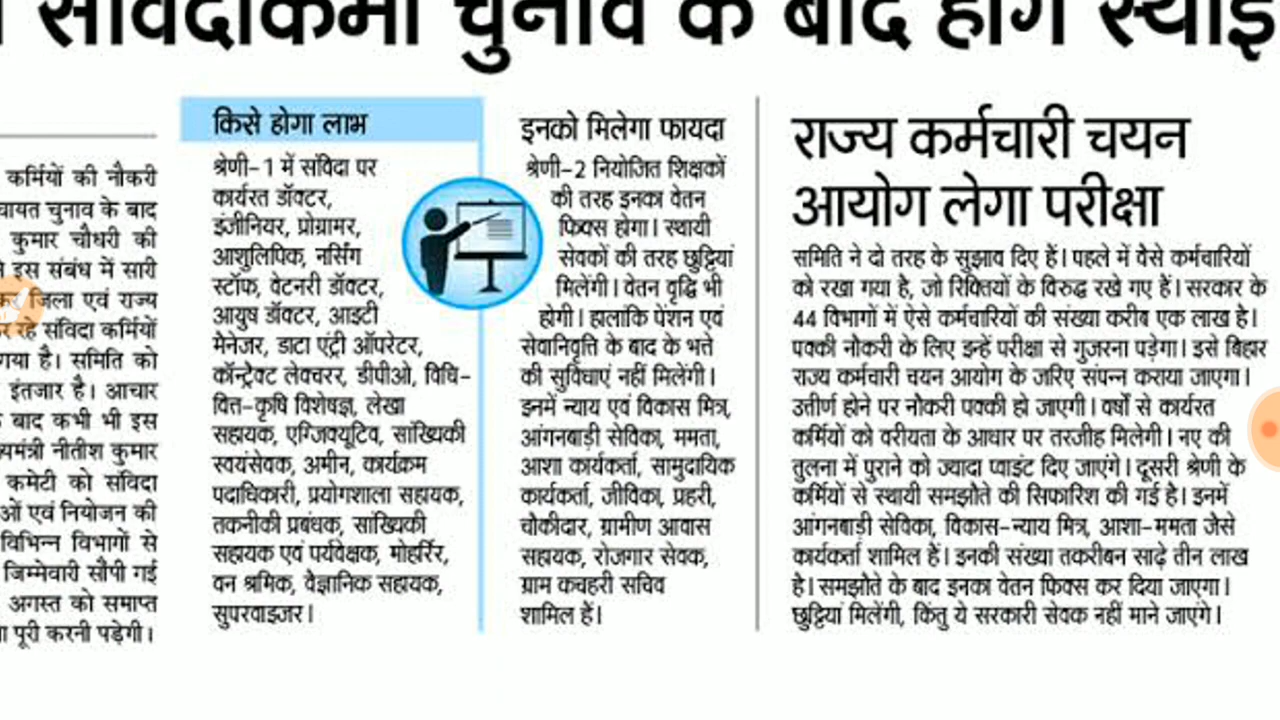 संविदाकर्मी चुनाव के बाद होंगे स्थाई
कर्मियों की नौकरी
चुनाव के बाद
कुमार चौधरी की
इस संबंध में सारी
जिला एवं राज्य
रहे संविदा कर्मियों
गया है। समिति को
इंतजार है। आचार
बाद कभी भी इस
नीतीश कुमार
कमेटी को संविदा
एवं नियोजन की
विभिन्न विभागों से
जिम्मेवारी सौंपी गई
अगस्त को समाप्त
पूरी करनी पड़ेगी।
किसे होगा लाभ
श्रेणी-1 में संविदा पर
कार्यरत डॉक्टर,
इंजीनियर, प्रोग्रामर,
आशुलिपिक, नर्सिंग
स्टॉफ, वेटनरी डॉक्टर,
आयुष डॉक्टर, आइटी
मैनेजर, डाटा एंट्री ऑपरेटर,
कॉन्ट्रैक्ट लेक्चरर, डीपीओ, विधि-
वित्त-कृषि विशेषज्ञ, लेखा
सहायक, एग्जिक्यूटिव, सांख्यिकी
स्वयंसेवक, अमीन, कार्यक्रम
पदाधिकारी, प्रयोगशाला सहायक,
तकनीकी प्रबंधक, सांख्यिकी
सहायक एवं पर्यवेक्षक, मोहर्रिर,
वन श्रमिक, वैज्ञानिक सहायक,
सुपरवाइजर।
इनको मिलेगा फायदा
श्रेणी-2 नियोजित शिक्षकों
की तरह इनका वेतन
फिक्स होगा। स्थायी
सेवकों की तरह छुट्टियां
मिलेंगी। वेतन वृद्धि भी
होगी। हालांकि पेंशन एवं
सेवानिवृत्ति के बाद के भत्ते
की सुविधाएं नहीं मिलेंगी।
इनमें न्याय एवं विकास मित्र,
आंगनबाड़ी सेविका, ममता,
आशा कार्यकर्ता, सामुदायिक
कार्यकर्ता, जीविका, प्रहरी,
चौकीदार, ग्रामीण आवास
सहायक, रोजगार सेवक,
ग्राम कचहरी सचिव
शामिल हैं।
राज्य कर्मचारी चयन
आयोग लेगा परीक्षा
समिति ने दो तरह के सुझाव दिए हैं। पहले में वैसे कर्मचारियों
को रखा गया है, जो रिक्तियों के विरुद्ध रखे गए हैं। सरकार के
44 विभागों में ऐसे कर्मचारियों की संख्या करीब एक लाख है।
पक्की नौकरी के लिए इन्हें परीक्षा से गुजरना पड़ेगा। इसे बिहार
राज्य कर्मचारी चयन आयोग के जरिए संपन्न कराया जाएगा।
उत्तीर्ण होने पर नौकरी पक्की हो जाएगी। वर्षों से कार्यरत
कर्मियों को वरीयता के आधार पर तरजीह मिलेगी। नए की
तुलना में पुराने को ज्यादा प्वाइंट दिए जाएंगे। दूसरी श्रेणी के
कर्मियों से स्थायी समझौते की सिफारिश की गई है। इनमें
आंगनबाड़ी सेविका, विकास-न्याय मित्र, आशा-ममता जैसे
कार्यकर्ता शामिल हैं। इनकी संख्या तकरीबन साढ़े तीन लाख
है। समझौते के बाद इनका वेतन फिक्स कर दिया जाएगा।
छुट्टियां मिलेंगी, किंतु ये सरकारी सेवक नहीं माने जाएंगे।